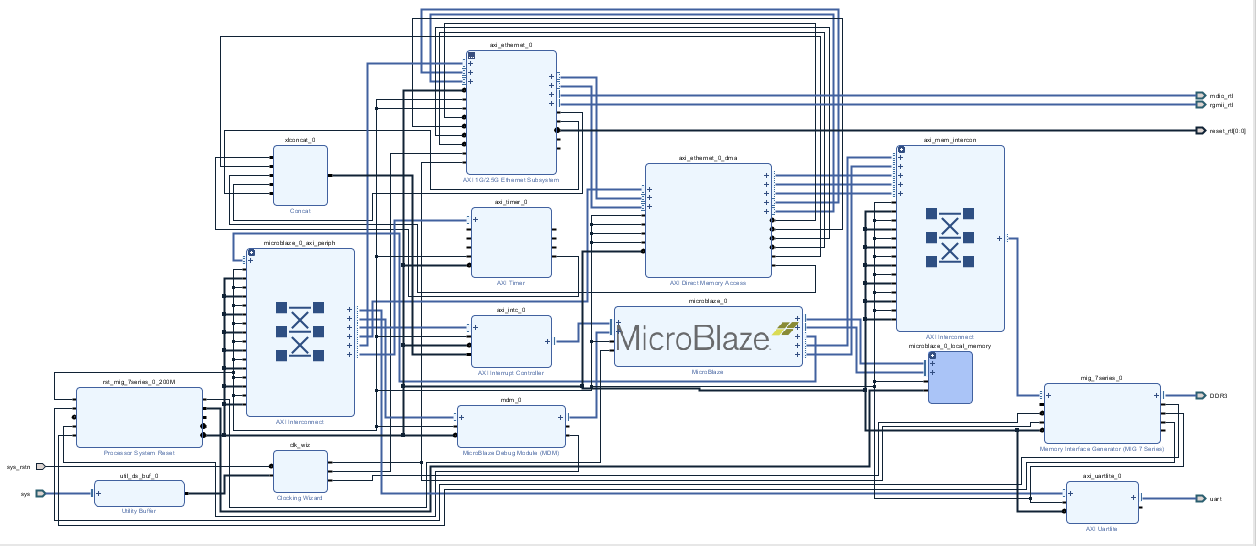 axi_ethernet_0
AXI 1G/2.5G Ethernet Subsystem
mdio_rtl
rgmii_rtl
reset_rtl[0:0]
xlconcat_0
Concat
axi_mem_intercon
AXI Interconnect
axi_ethernet_0_dma
AXI Direct Memory Access
axi_timer_0
AXI Timer
microblaze_0_axi_periph
AXI Interconnect
microblaze_0
MicroBlaze
MicroBlaze
axi_intc_0
AXI Interrupt Controller
microblaze_0_local_memory
rst_mig_7series_0_200M
Processor System Reset
mig_7series_0
Memory Interface Generator (MIG 7 Series)
DDR3
mdm_0
MicroBlaze Debug Module (MDM)
clk_wiz
Clocking Wizard
sys_rstn
util_ds_buf_0
Utility Buffer
sys
axi_uartlite_0
AXI Uartlite
uart